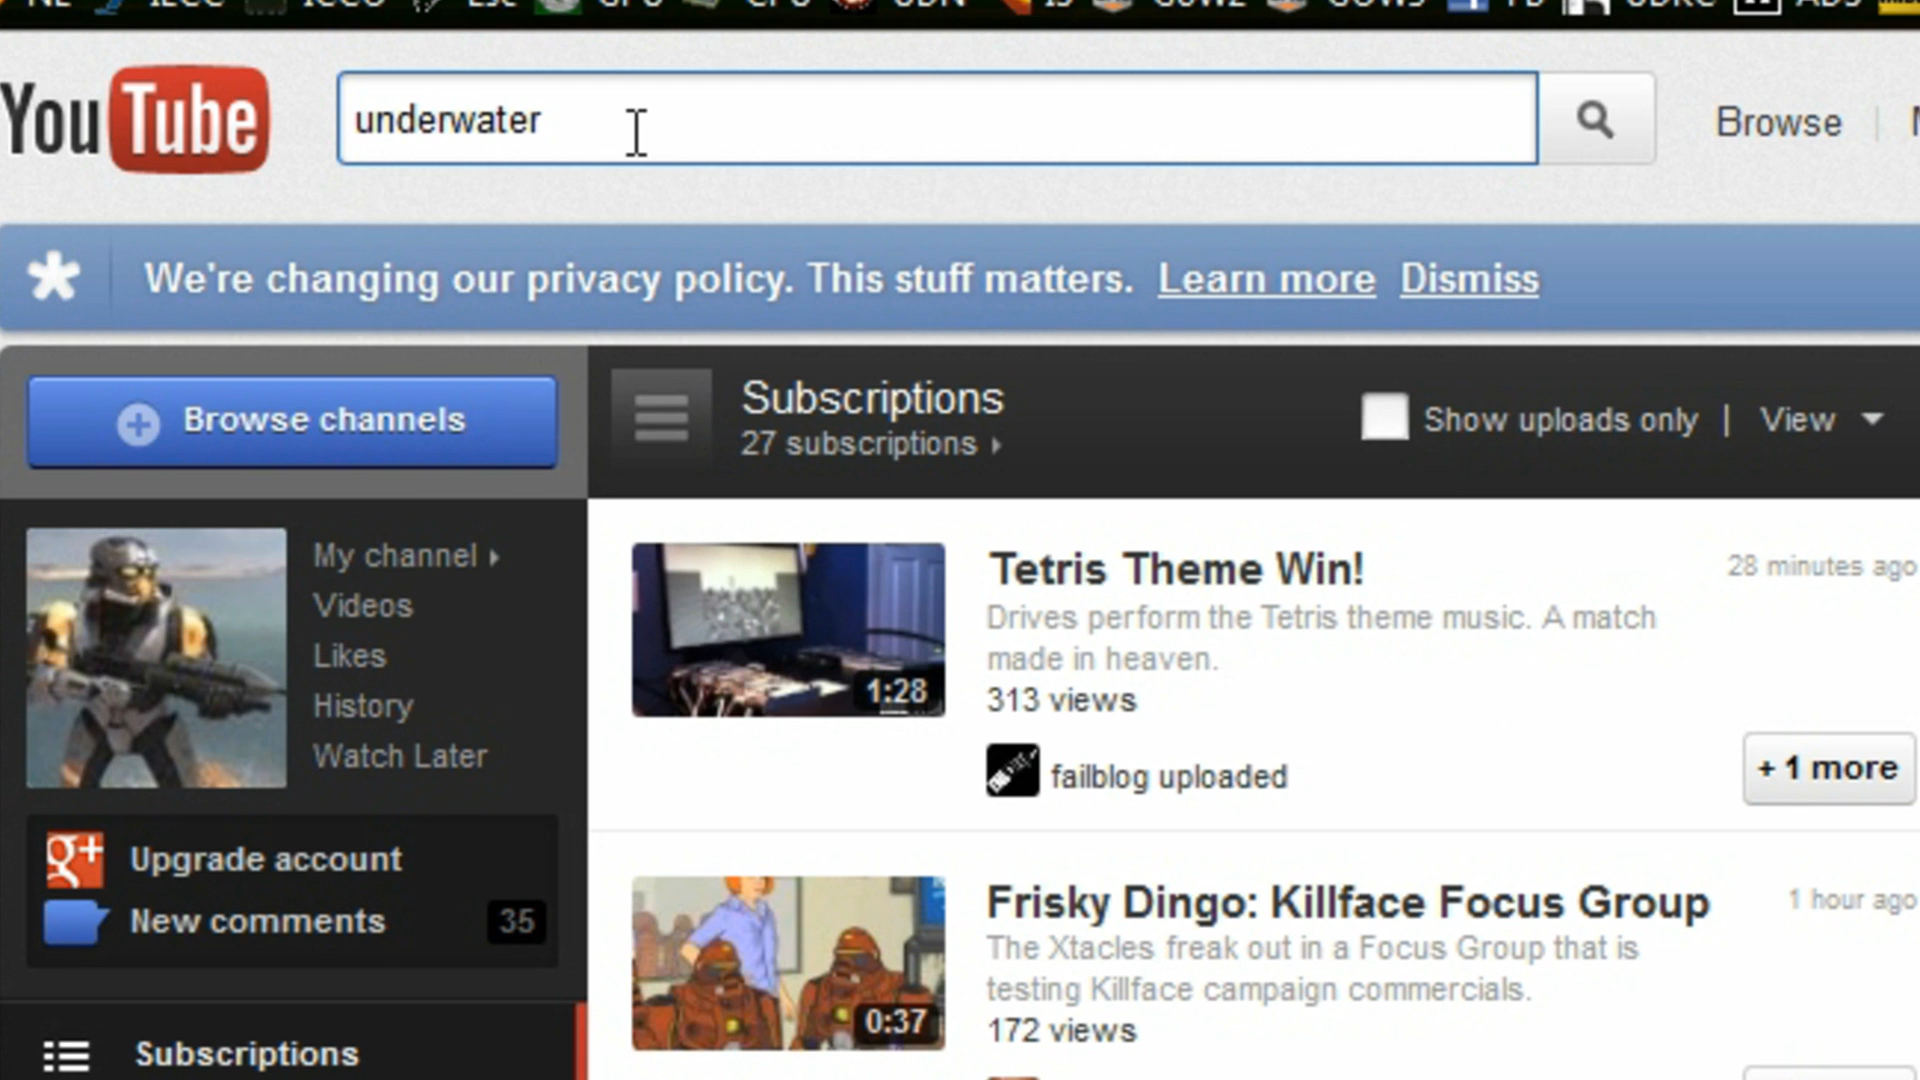 YouTube
underwater
Browse
We're changing our privacy policy. This stuff matters. Learn more Dismiss
Browse channels
Subscriptions
27 subscriptions
Show uploads only | View
My channel
Videos
Likes
History
Watch Later
Upgrade account
New comments 35
Subscriptions
Tetris Theme Win! 28 minutes ago
Drives perform the Tetris theme music. A match
made in heaven.
313 views
1:28
failblog uploaded
+ 1 more
Frisky Dingo: Killface Focus Group 1 hour ago
The Xtacles freak out in a Focus Group that is
testing Killface campaign commercials.
172 views
0:37